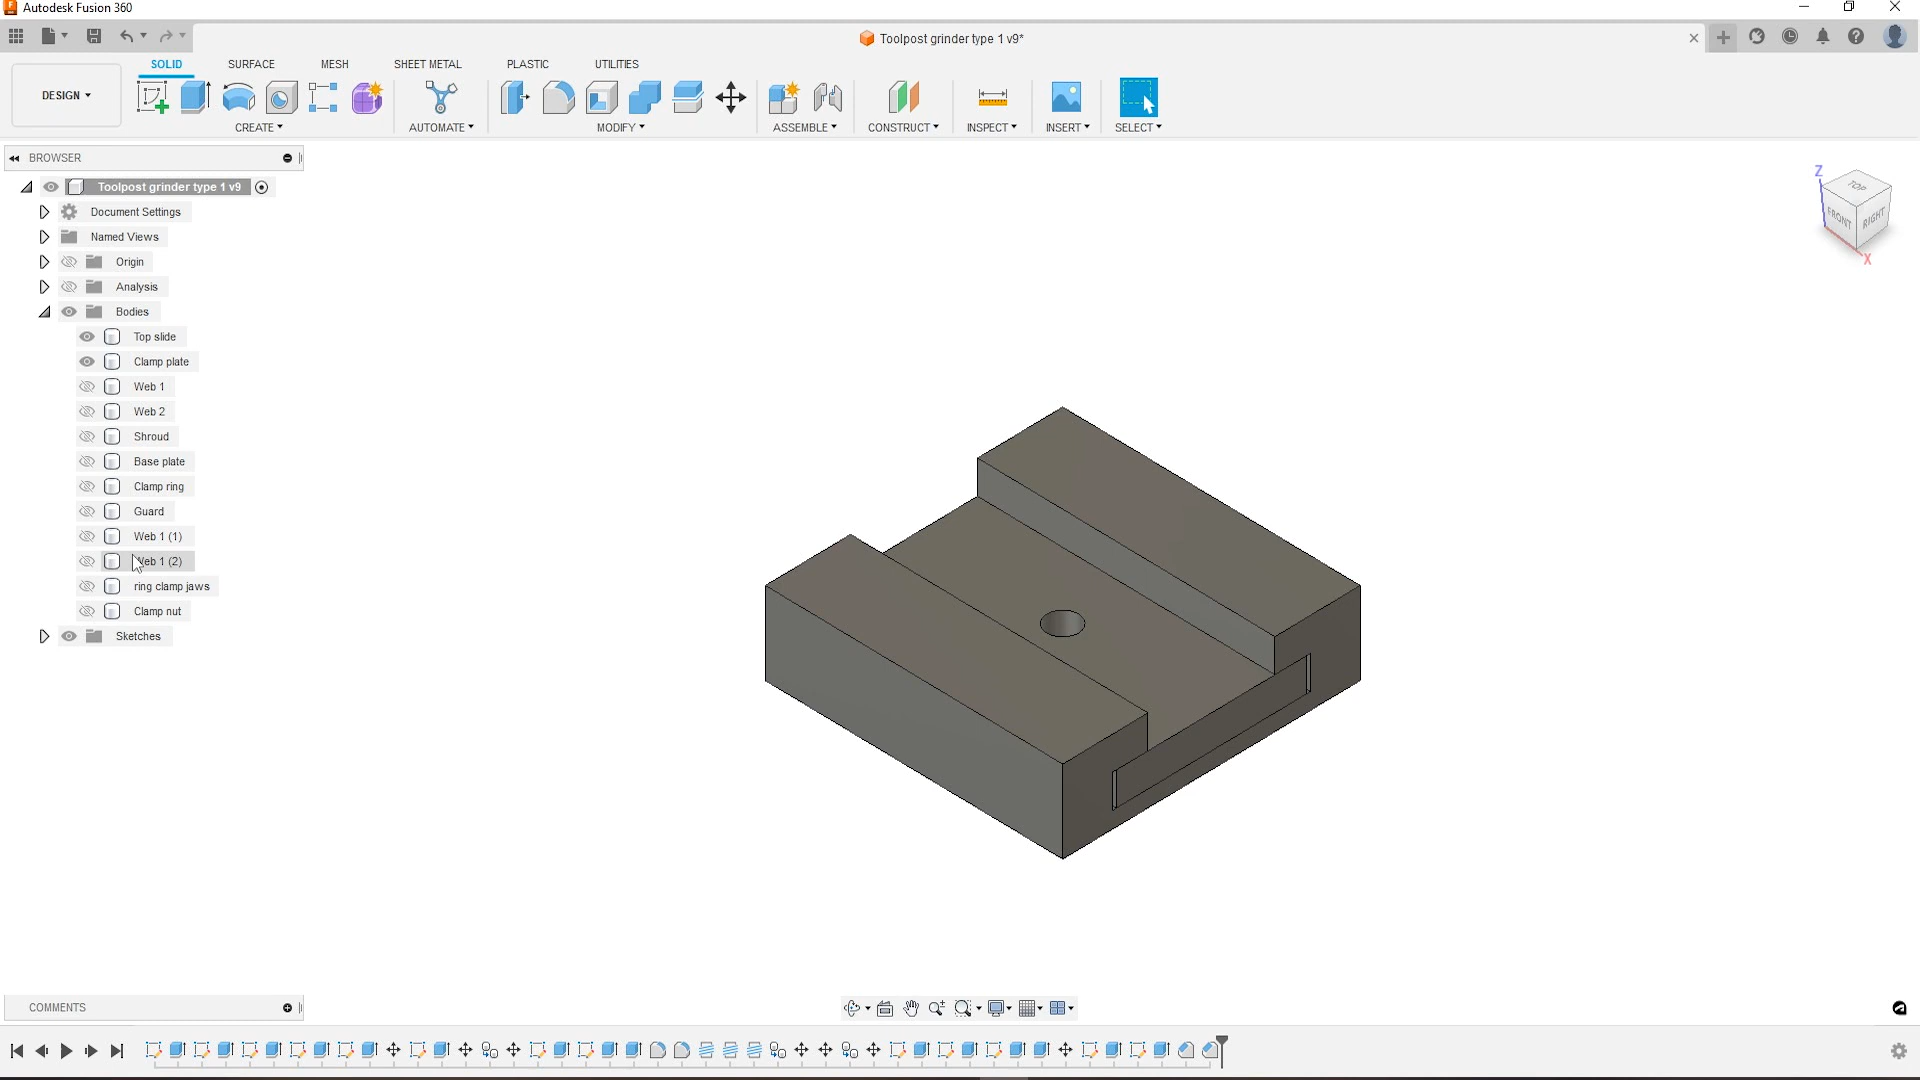 Autodesk Fusion 360
Toolpost grinder type 1 v9*
SOLID SURFACE MESH SHEET METAL PLASTIC UTILITIES
DESIGN
CREATE AUTOMATE MODIFY ASSEMBLE CONSTRUCT INSPECT INSERT SELECT
BROWSER
Toolpost grinder type 1 v9
Document Settings
Named Views
Origin
Analysis
Bodies
Top slide
Clamp plate
Web 1
Web 2
Shroud
Base plate
Clamp ring
Guard
Web 1 (1)
Web 1 (2)
ring clamp jaws
Clamp nut
Sketches
Z
TOP
FRONT RIGHT
X
COMMENTS